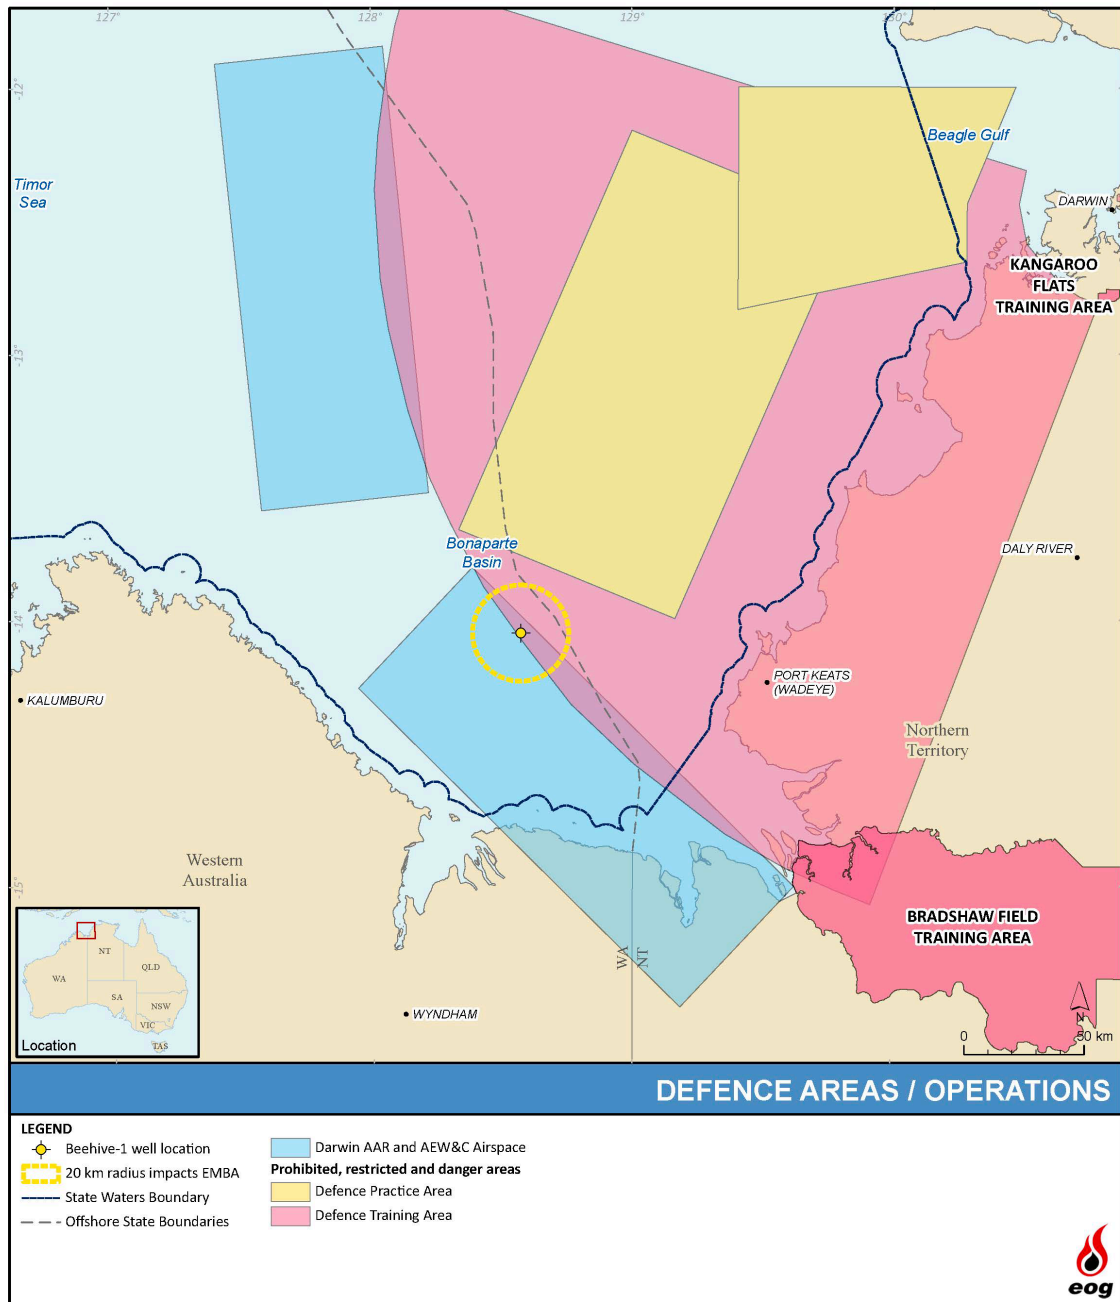 127°
128°
129°
130°
-12°
-13°
-14°
-15°
Timor
Sea
Beagle Gulf
DARWIN
KANGAROO
FLATS
TRAINING AREA
Bonaparte
Basin
DALY RIVER
KALUMBURU
PORT KEATS
(WADEYE)
Northern
Territory
Western
Australia
BRADSHAW FIELD
TRAINING AREA
WA
NT
WYNDHAM
N
0
50 km
WA
NT
QLD
SA
NSW
VIC
TAS
Location
DEFENCE AREAS / OPERATIONS
LEGEND
Beehive-1 well location
20 km radius impacts EMBA
State Waters Boundary
Offshore State Boundaries
Darwin AAR and AEW&C Airspace
Prohibited, restricted and danger areas
Defence Practice Area
Defence Training Area
eog